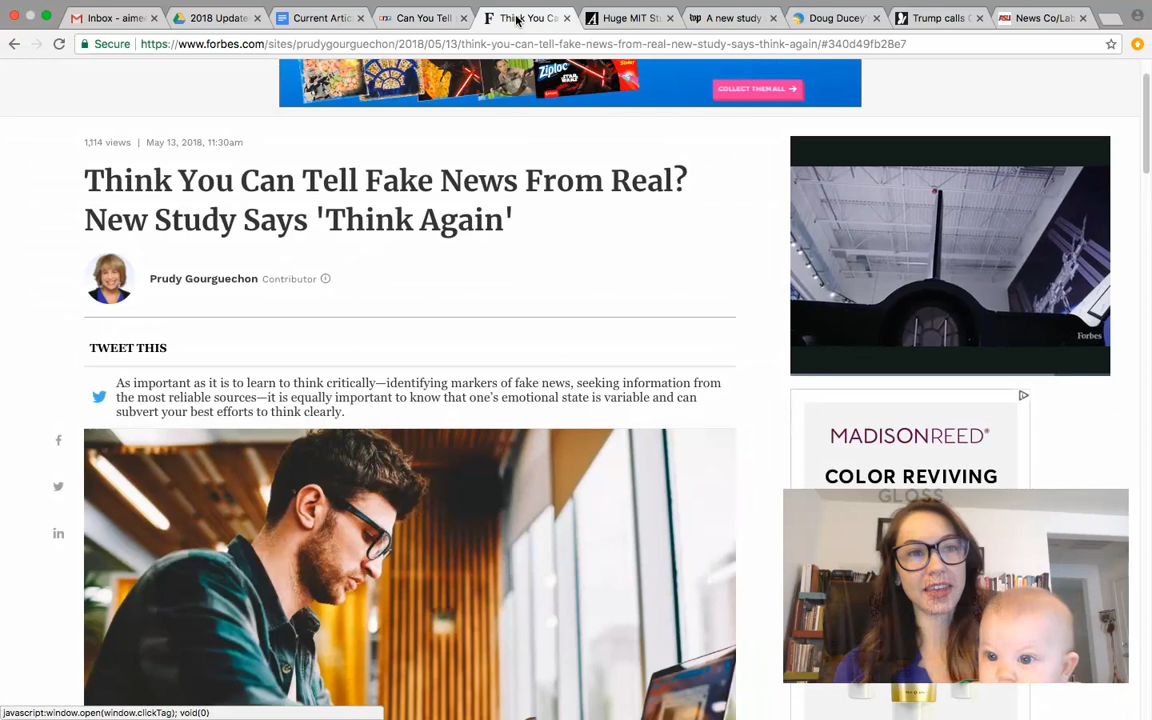 Inbox - aime
2018 Update
Current Artic
Can You Tell
Think You Ca
Huge MIT Stu
A new study
Doug Ducey
Trump calls
News Co/Lab
Secure
https://www.forbes.com/sites/prudygourguechon/2018/05/13/think-you-can-tell-fake-news-from-real-new-study-says-think-again/#340d49fb28e7
Ziploc
STAR WARS
COLLECT THEM ALL →
1,114 views | May 13, 2018, 11:30am
Think You Can Tell Fake News From Real?
New Study Says 'Think Again'
Prudy Gourguechon Contributor
TWEET THIS
As important as it is to learn to think critically—identifying markers of fake news, seeking information from
the most reliable sources—it is equally important to know that one's emotional state is variable and can
subvert your best efforts to think clearly.
Forbes
MADISONREED®
COLOR REVIVING
GLOSS
javascript:window.open(window.clickTag); void(0)